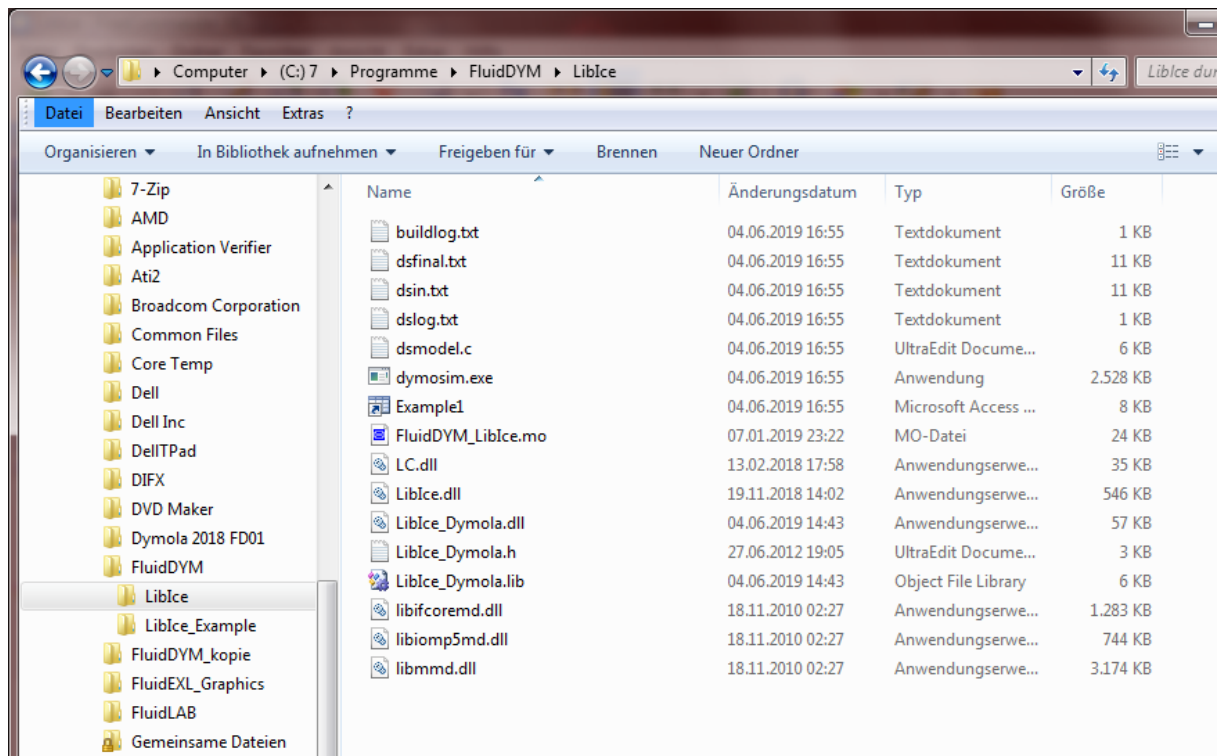 Computer ▸ (C:) 7 ▸ Programme ▸ FluidDYM ▸ LibIce
LibIce dur
Datei Bearbeiten Ansicht Extras ?
Organisieren In Bibliothek aufnehmen Freigeben für Brennen Neuer Ordner
7-Zip
AMD
Application Verifier
Ati2
Broadcom Corporation
Common Files
Core Temp
Dell
Dell Inc
DellTPad
DIFX
DVD Maker
Dymola 2018 FD01
FluidDYM
LibIce
LibIce_Example
FluidDYM_kopie
FluidEXL_Graphics
FluidLAB
Gemeinsame Dateien
Name Änderungsdatum Typ Größe
buildlog.txt 04.06.2019 16:55 Textdokument 1 KB
dsfinal.txt 04.06.2019 16:55 Textdokument 11 KB
dsin.txt 04.06.2019 16:55 Textdokument 11 KB
dslog.txt 04.06.2019 16:55 Textdokument 1 KB
dsmodel.c 04.06.2019 16:55 UltraEdit Docume... 6 KB
dymosim.exe 04.06.2019 16:55 Anwendung 2.528 KB
Example1 04.06.2019 16:55 Microsoft Access ... 8 KB
FluidDYM_LibIce.mo 07.01.2019 23:22 MO-Datei 24 KB
LC.dll 13.02.2018 17:58 Anwendungserwe... 35 KB
LibIce.dll 19.11.2018 14:02 Anwendungserwe... 546 KB
LibIce_Dymola.dll 04.06.2019 14:43 Anwendungserwe... 57 KB
LibIce_Dymola.h 27.06.2012 19:05 UltraEdit Docume... 3 KB
LibIce_Dymola.lib 04.06.2019 14:43 Object File Library 6 KB
libifcoremd.dll 18.11.2010 02:27 Anwendungserwe... 1.283 KB
libiomp5md.dll 18.11.2010 02:27 Anwendungserwe... 744 KB
libmmd.dll 18.11.2010 02:27 Anwendungserwe... 3.174 KB